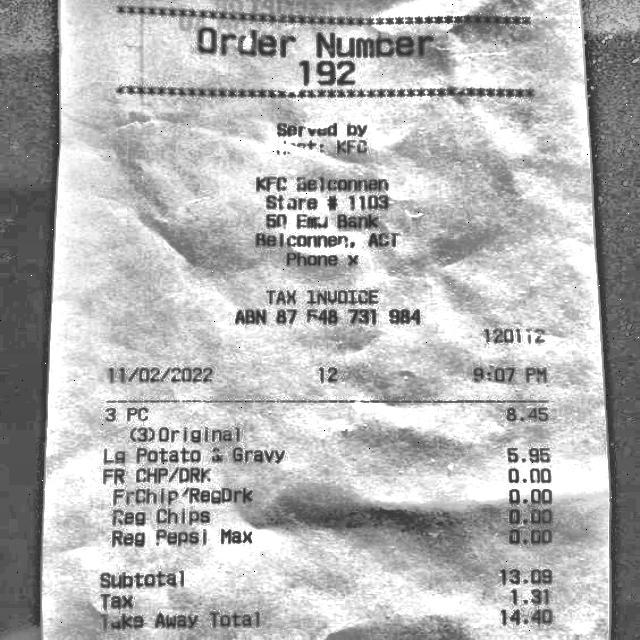 ********************************************
Order Number
192
********************************************
Served by
KFC
KFC Belconnen
Store # 1103
50 Emu Bank
Belconnen, ACT
Phone x
TAX INVOICE
ABN 87 648 731 984
120112
11/02/2022 12 9:07 PM
3 PC 8.45
(3)Original
Lg Potato & Gravy 5.95
FR CHP/DRK 0.00
FrChip/RegDrk 0.00
Reg Chips 0.00
Reg Pepsi Max 0.00
Subtotal 13.09
Tax 1.31
Take Away Total 14.40